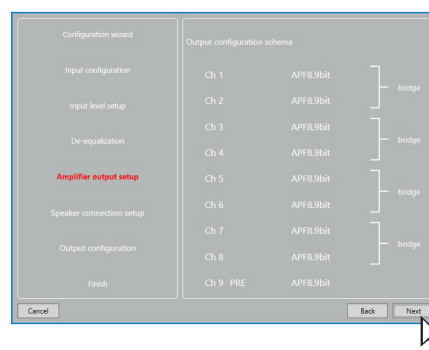 Configuration wizard
Input configuration
Input level setup
De-equalization
Amplifier output setup
Speaker connection setup
Output configuration
Finish
Output configuration schema
Ch 1 APF8.9bit
Ch 2 APF8.9bit
bridge
Ch 3 APF8.9bit
Ch 4 APF8.9bit
bridge
Ch 5 APF8.9bit
Ch 6 APF8.9bit
bridge
Ch 7 APF8.9bit
Ch 8 APF8.9bit
bridge
Ch 9 PRE APF8.9bit
Cancel
Back
Next